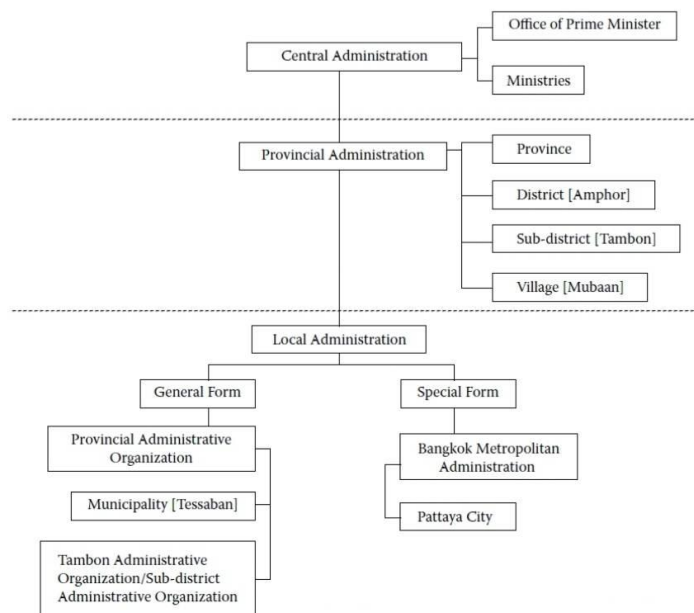 Office of Prime Minister
Central Administration
Ministries
Provincial Administration
Province
District [Amphor]
Sub-district [Tambon]
Village [Mubaan]
Local Administration
General Form
Special Form
Provincial Administrative
Organization
Bangkok Metropolitan
Administration
Municipality [Tessaban]
Pattaya City
Tambon Administrative
Organization/Sub-district
Administrative Organization